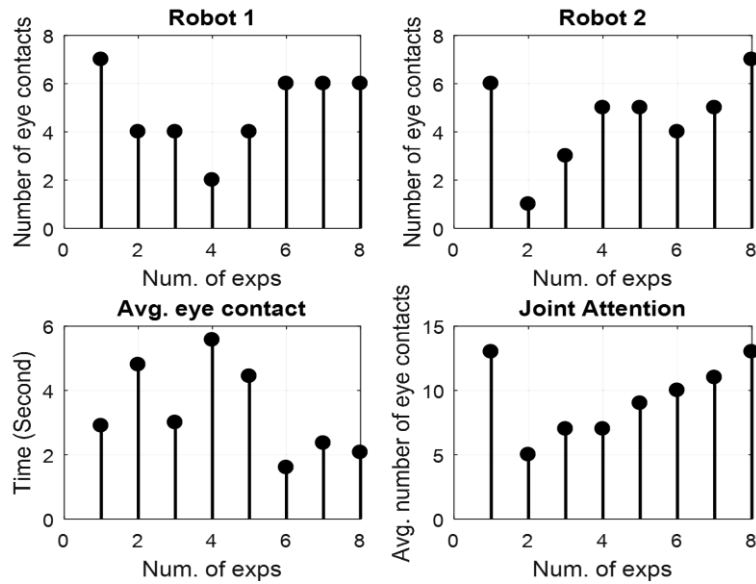 Robot 1
Number of eye contacts
8
6
4
2
0
0 2 4 6 8
Num. of exps
Robot 2
Number of eye contacts
8
6
4
2
0
0 2 4 6 8
Num. of exps
Avg. eye contact
Time (Second)
6
4
2
0
0 2 4 6 8
Num. of exps
Joint Attention
Avg. number of eye contacts
15
10
5
0
0 2 4 6 8
Num. of exps